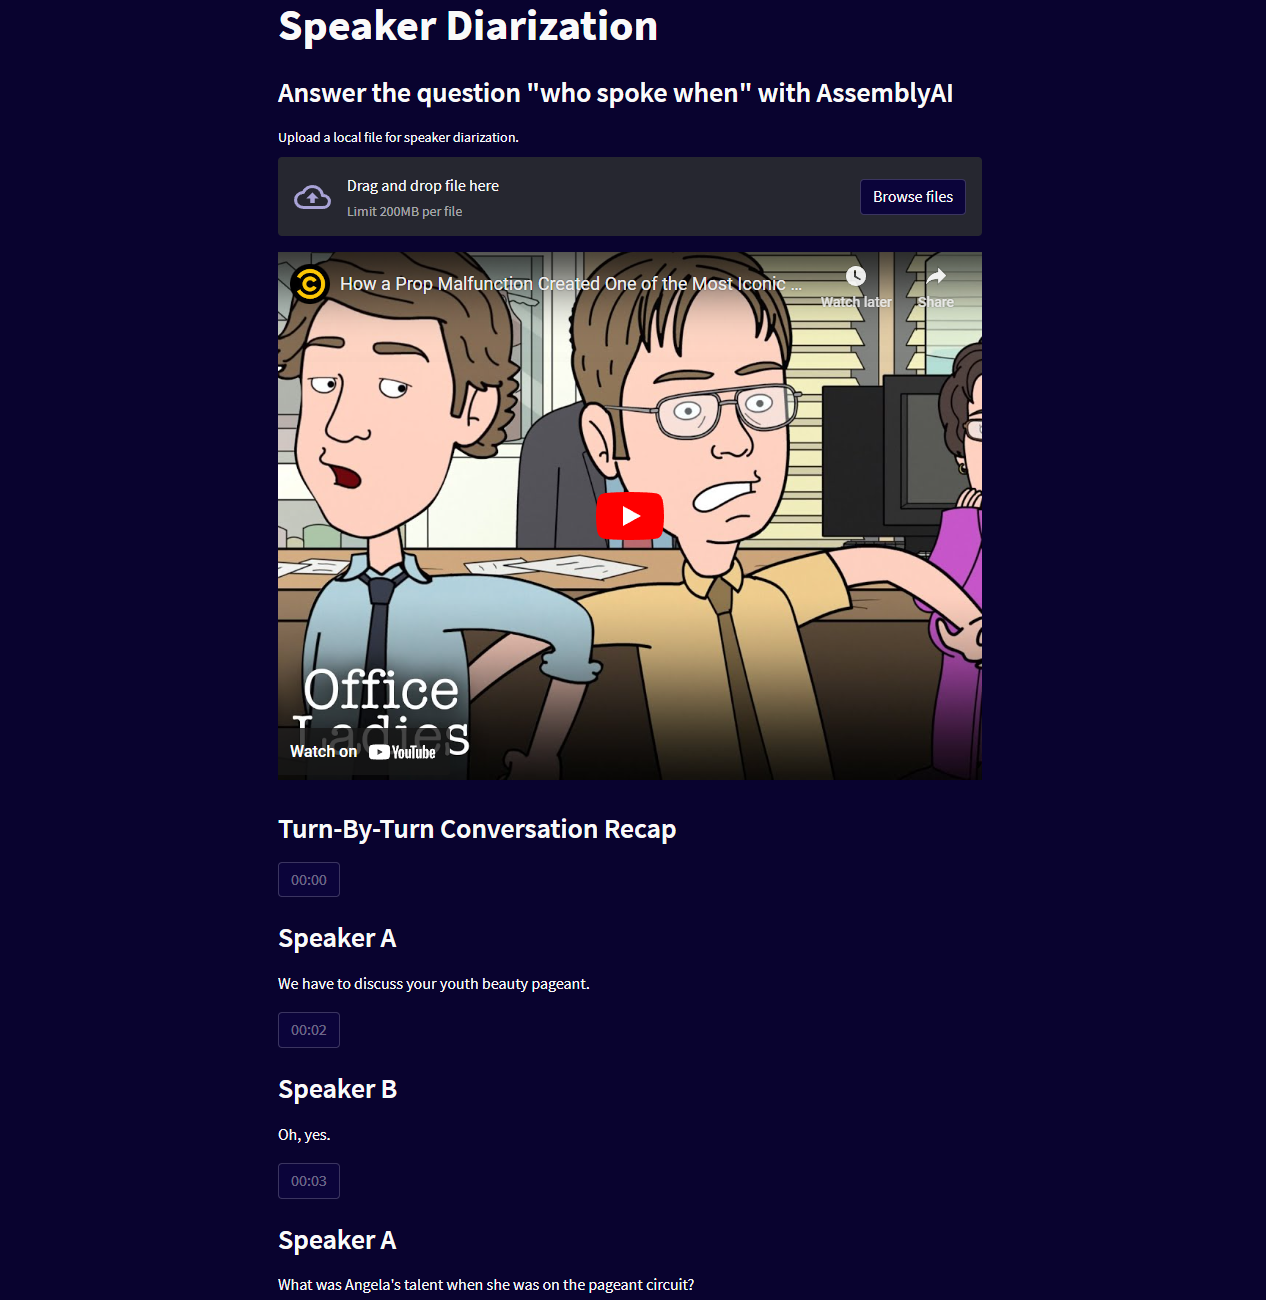 Speaker Diarization
Answer the question "who spoke when" with AssemblyAI
Upload a local file for speaker diarization.
Drag and drop file here
Limit 200MB per file
Browse files
How a Prop Malfunction Created One of the Most Iconic ...
Watch later
Share
Office
Ladies
Watch on YouTube
Turn-By-Turn Conversation Recap
00:00
Speaker A
We have to discuss your youth beauty pageant.
00:02
Speaker B
Oh, yes.
00:03
Speaker A
What was Angela's talent when she was on the pageant circuit?